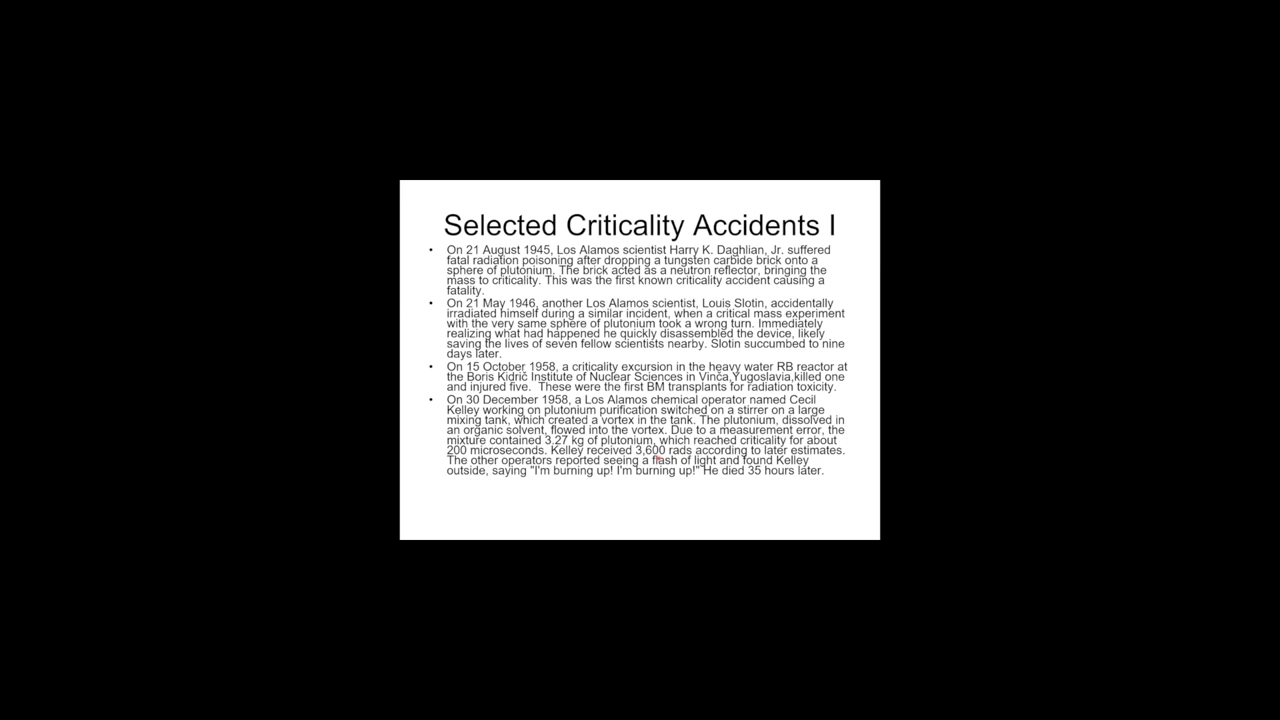 Selected Criticality Accidents I
• On 21 August 1945, Los Alamos scientist Harry K. Daghlian, Jr. suffered
fatal radiation poisoning after dropping a tungsten carbide brick onto a
sphere of plutonium. The brick acted as a neutron reflector, bringing the
mass to criticality. This was the first known criticality accident causing a
fatality.
• On 21 May 1946, another Los Alamos scientist, Louis Slotin, accidentally
irradiated himself during a similar incident, when a critical mass experiment
with the very same sphere of plutonium took a wrong turn. Immediately
realizing what had happened he quickly disassembled the device, likely
saving the lives of seven fellow scientists nearby. Slotin succumbed to nine
days later.
• On 15 October 1958, a criticality excursion in the heavy water RB reactor at
the Boris Kidrič Institute of Nuclear Sciences in Vinča,Yugoslavia,killed one
and injured five.  These were the first BM transplants for radiation toxicity.
• On 30 December 1958, a Los Alamos chemical operator named Cecil
Kelley working on plutonium purification switched on a stirrer on a large
mixing tank, which created a vortex in the tank. The plutonium, dissolved in
an organic solvent, flowed into the vortex. Due to a measurement error, the
mixture contained 3.27 kg of plutonium, which reached criticality for about
200 microseconds. Kelley received 3,600 rads according to later estimates.
The other operators reported seeing a flash of light and found Kelley
outside, saying "I'm burning up! I'm burning up!" He died 35 hours later.